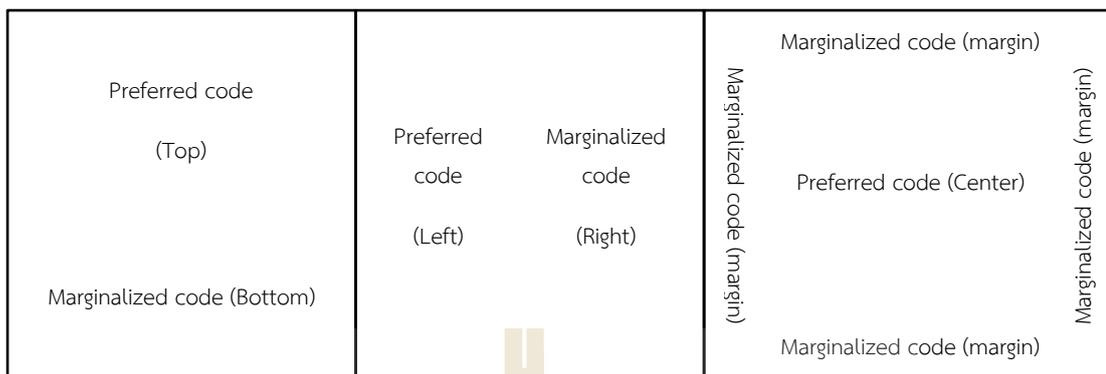 Preferred code
(Top)
Marginalized code (Bottom)
Preferred
code
(Left)
Marginalized
code
(Right)
Marginalized code (margin)
Marginalized code (margin)
Preferred code (Center)
Marginalized code (margin)
Marginalized code (margin)